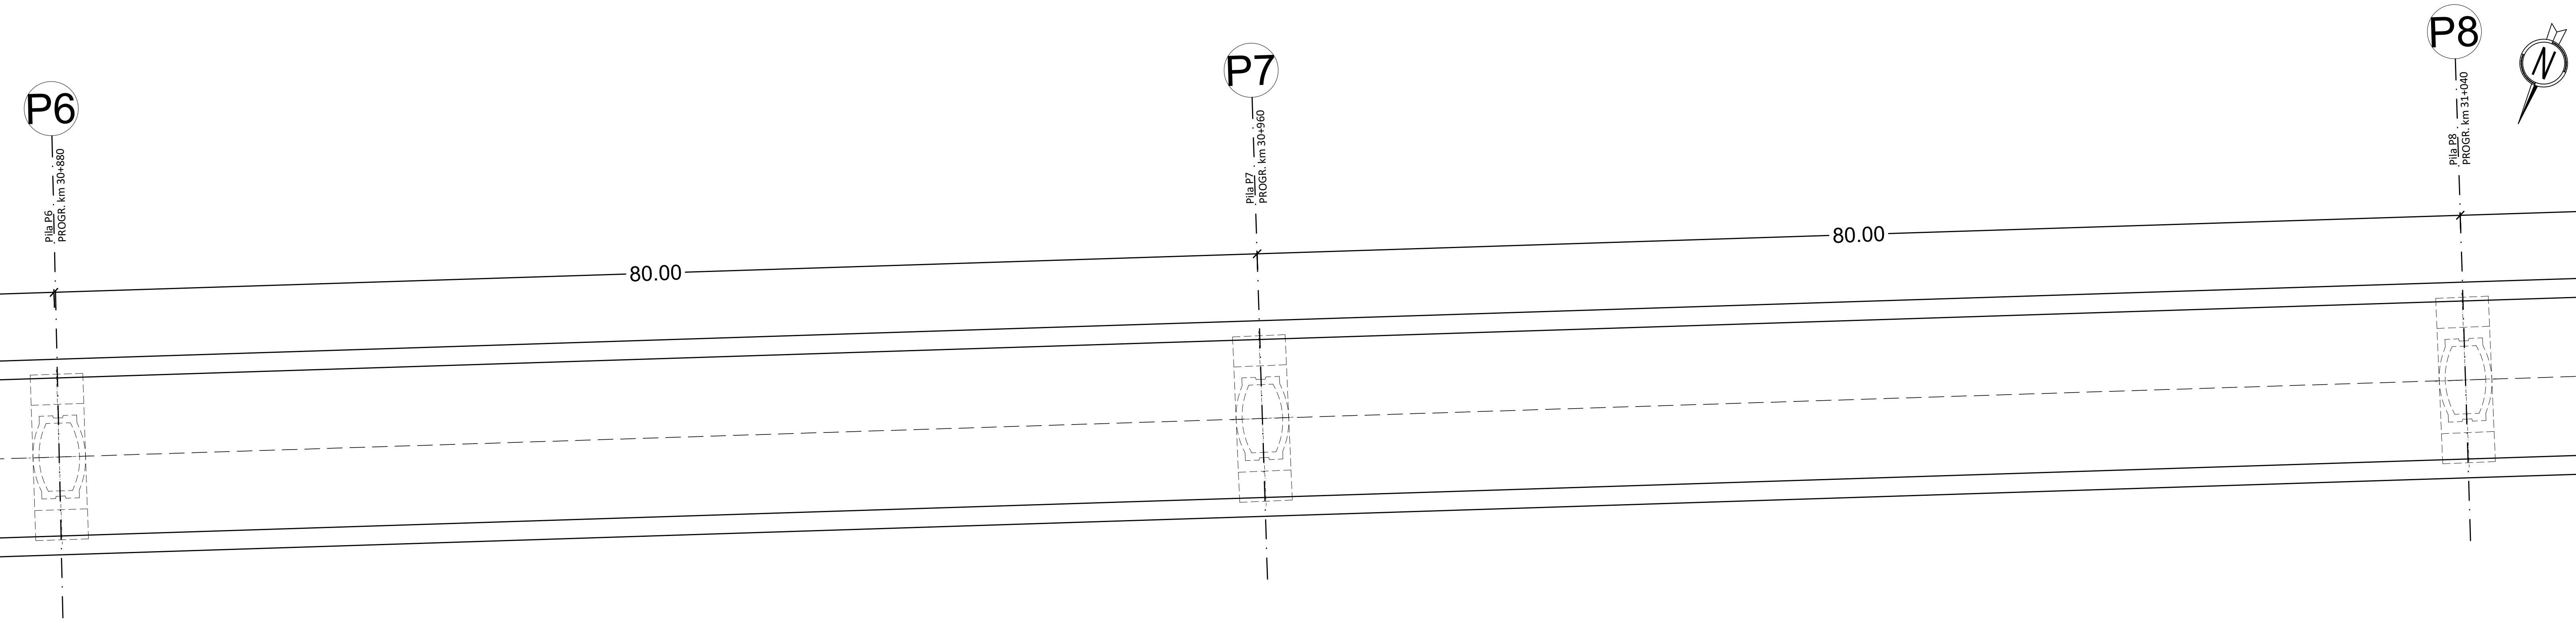 P6
Pila P6
PROGR. km 30+880
P7
Pila P7
PROGR. km 30+960
P8
Pila P8
PROGR. km 31+040
N
80.00
80.00